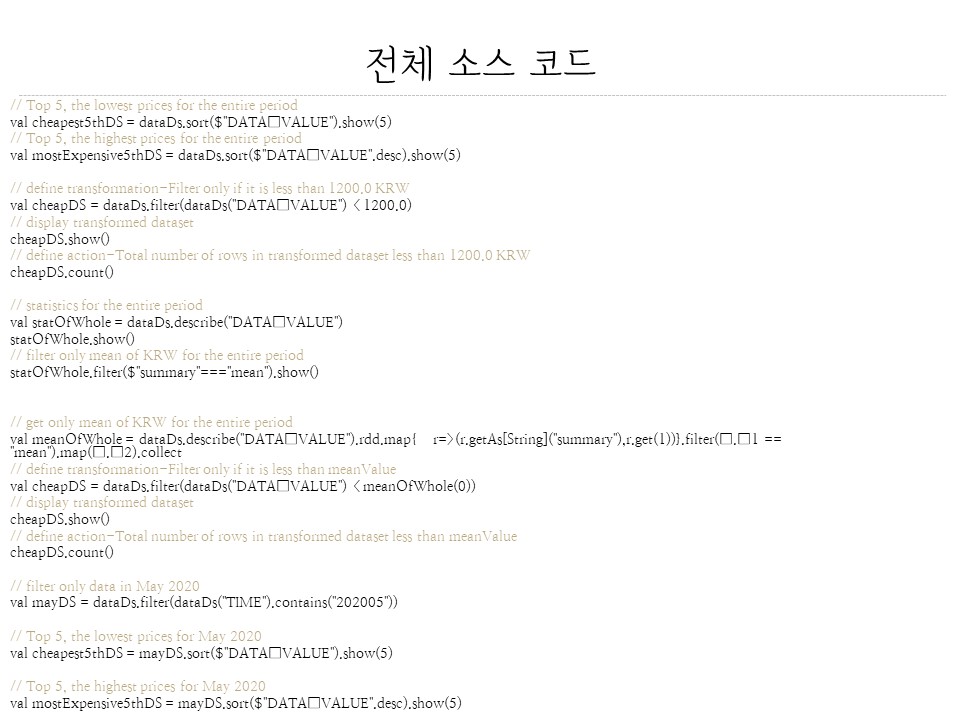 전체 소스 코드
// Top 5, the lowest prices for the entire period
val cheapest5thDS = dataDs.sort($"DATA□VALUE").show(5)
// Top 5, the highest prices for the entire period
val mostExpensive5thDS = dataDs.sort($"DATA□VALUE".desc).show(5)
// define transformation-Filter only if it is less than 1200.0 KRW
val cheapDS = dataDs.filter(dataDs("DATA□VALUE") < 1200.0)
// display transformed dataset
cheapDS.show()
// define action-Total number of rows in transformed dataset less than 1200.0 KRW
cheapDS.count()
// statistics for the entire period
val statOfWhole = dataDs.describe("DATA□VALUE")
statOfWhole.show()
// filter only mean of KRW for the entire period
statOfWhole.filter($"summary"==="mean").show()
// get only mean of KRW for the entire period
val meanOfWhole = dataDs.describe("DATA□VALUE").rdd.map{ r=>(r.getAs[String]("summary"),r.get(1))}.filter(□.□1 ==
"mean").map(□.□2).collect
// define transformation-Filter only if it is less than meanValue
val cheapDS = dataDs.filter(dataDs("DATA□VALUE") < meanOfWhole(0))
// display transformed dataset
cheapDS.show()
// define action-Total number of rows in transformed dataset less than meanValue
cheapDS.count()
// filter only data in May 2020
val mayDS = dataDs.filter(dataDs("TIME").contains("202005"))
// Top 5, the lowest prices for May 2020
val cheapest5thDS = mayDS.sort($"DATA□VALUE").show(5)
// Top 5, the highest prices for May 2020
val mostExpensive5thDS = mayDS.sort($"DATA□VALUE".desc).show(5)